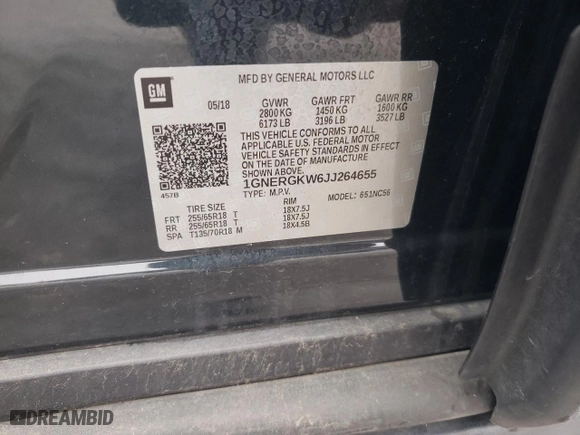 GM
MFD BY GENERAL MOTORS LLC
05/18 GVWR GAWR FRT GAWR RR
2800 KG 1450 KG 1600 KG
6173 LB 3196 LB 3527 LB
THIS VEHICLE CONFORMS TO ALL
APPLICABLE U.S. FEDERAL MOTOR
VEHICLE SAFETY STANDARDS IN EFFECT
ON THE DATE OF MANUFACTURE SHOWN ABOVE.
1GNERGKW6JJ264655
457B
TYPE: M.P.V. MODEL: 6S1NC56
TIRE SIZE RIM
FRT 255/65R18 T 18X7.5J
RR 255/65R18 T 18X7.5J
SPA T135/70R18 M 18X4.5B
DREAMBID